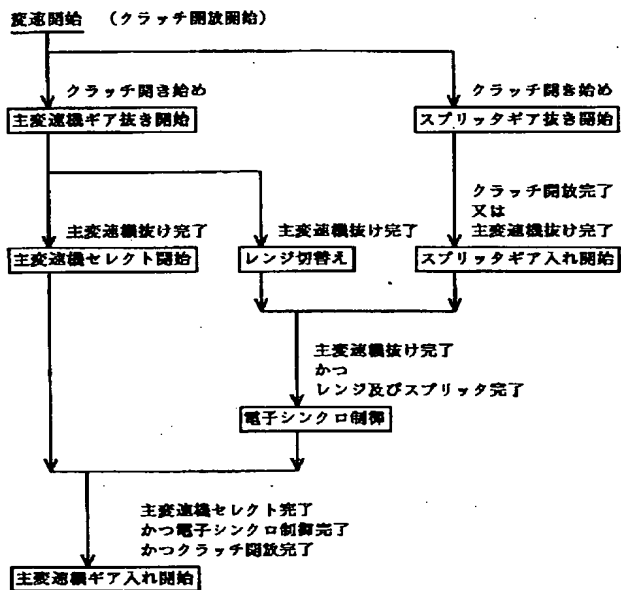 変速開始 （クラッチ開放開始）
クラッチ開き始め
クラッチ開き始め
主変速機ギア抜き開始
スプリッタギア抜き開始
クラッチ開放完了
又は
主変速機抜け完了
主変速機抜け完了
主変速機抜け完了
主変速機セレクト開始
レンジ切替え
スプリッタギア入れ開始
主変速機抜け完了
かつ
レンジ及びスプリッタ完了
電子シンクロ制御
主変速機セレクト完了
かつ電子シンクロ制御完了
かつクラッチ開放完了
主変速機ギア入れ開始